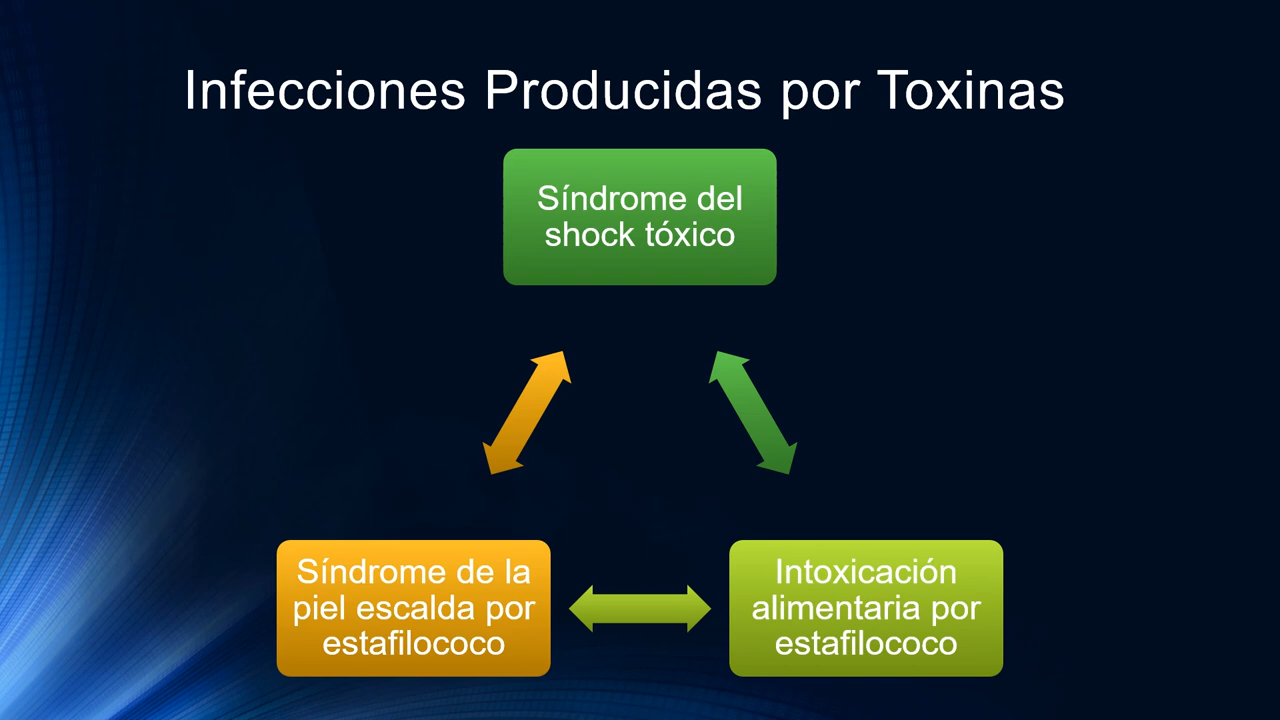 Infecciones Producidas por Toxinas
Síndrome del
shock tóxico
Síndrome de la
piel escalda por
estafilococo
Intoxicación
alimentaria por
estafilococo